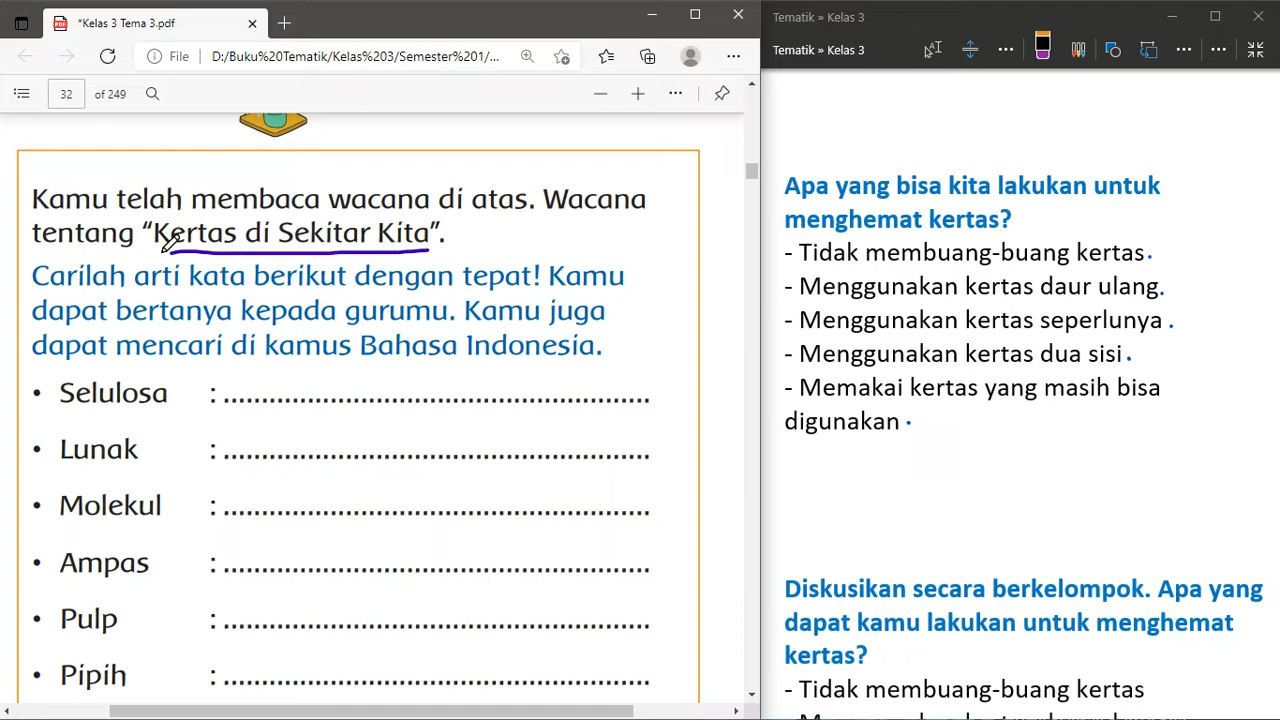 *Kelas 3 Tema 3.pdf
File D:/Buku%20Tematik/Kelas%203/Semester%201/...
32 of 249
Kamu telah membaca wacana di atas. Wacana
tentang “Kertas di Sekitar Kita”.
Carilah arti kata berikut dengan tepat! Kamu
dapat bertanya kepada gurumu. Kamu juga
dapat mencari di kamus Bahasa Indonesia.
• Selulosa : ......................................................
• Lunak : ......................................................
• Molekul : ......................................................
• Ampas : ......................................................
• Pulp : ......................................................
• Pipih : ......................................................
Tematik » Kelas 3
Tematik » Kelas 3
Apa yang bisa kita lakukan untuk
menghemat kertas?
- Tidak membuang-buang kertas.
- Menggunakan kertas daur ulang.
- Menggunakan kertas seperlunya .
- Menggunakan kertas dua sisi .
- Memakai kertas yang masih bisa
digunakan .
Diskusikan secara berkelompok. Apa yang
dapat kamu lakukan untuk menghemat
kertas?
- Tidak membuang-buang kertas